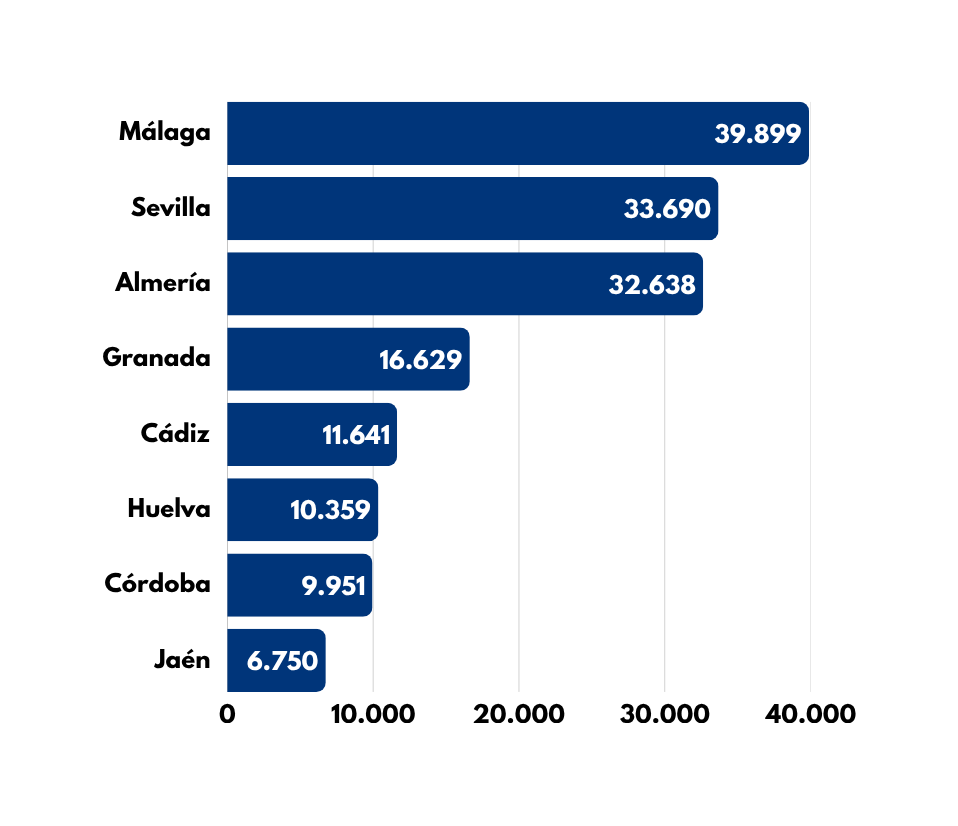 Málaga 39.899
Sevilla 33.690
Almería 32.638
Granada 16.629
Cádiz 11.641
Huelva 10.359
Córdoba 9.951
Jaén 6.750
0 10.000 20.000 30.000 40.000